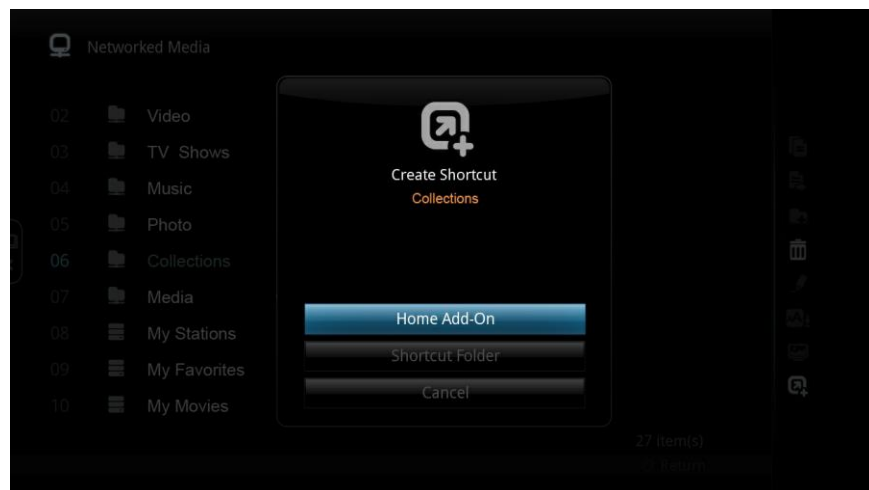 Networked Media
02 Video
03 TV Shows
04 Music
05 Photo
06 Collections
07 Media
08 My Stations
09 My Favorites
10 My Movies
Create Shortcut
Collections
Home Add-On
Shortcut Folder
Cancel
27 item(s)
Return